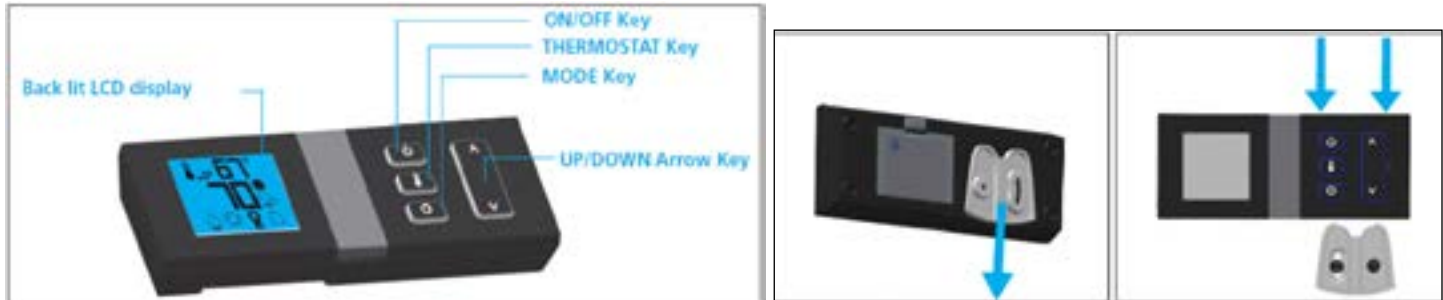 ON/OFF Key
THERMOSTAT Key
MODE Key
Back lit LCD display
UP/DOWN Arrow Key
67°
70°